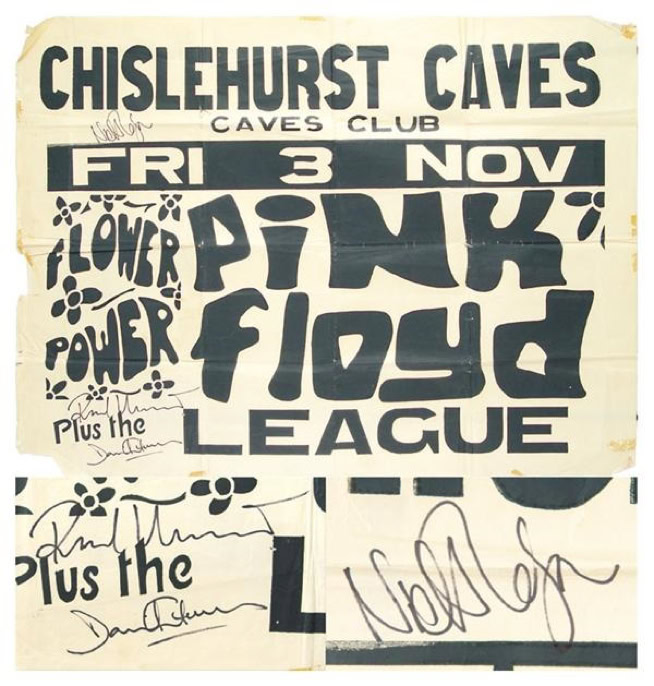 CHISLEHURST CAVES
CAVES CLUB
FRI 3 NOV
FLOWER
POWER
PiNK
floyd
Plus the
LEAGUE
Plus the
L